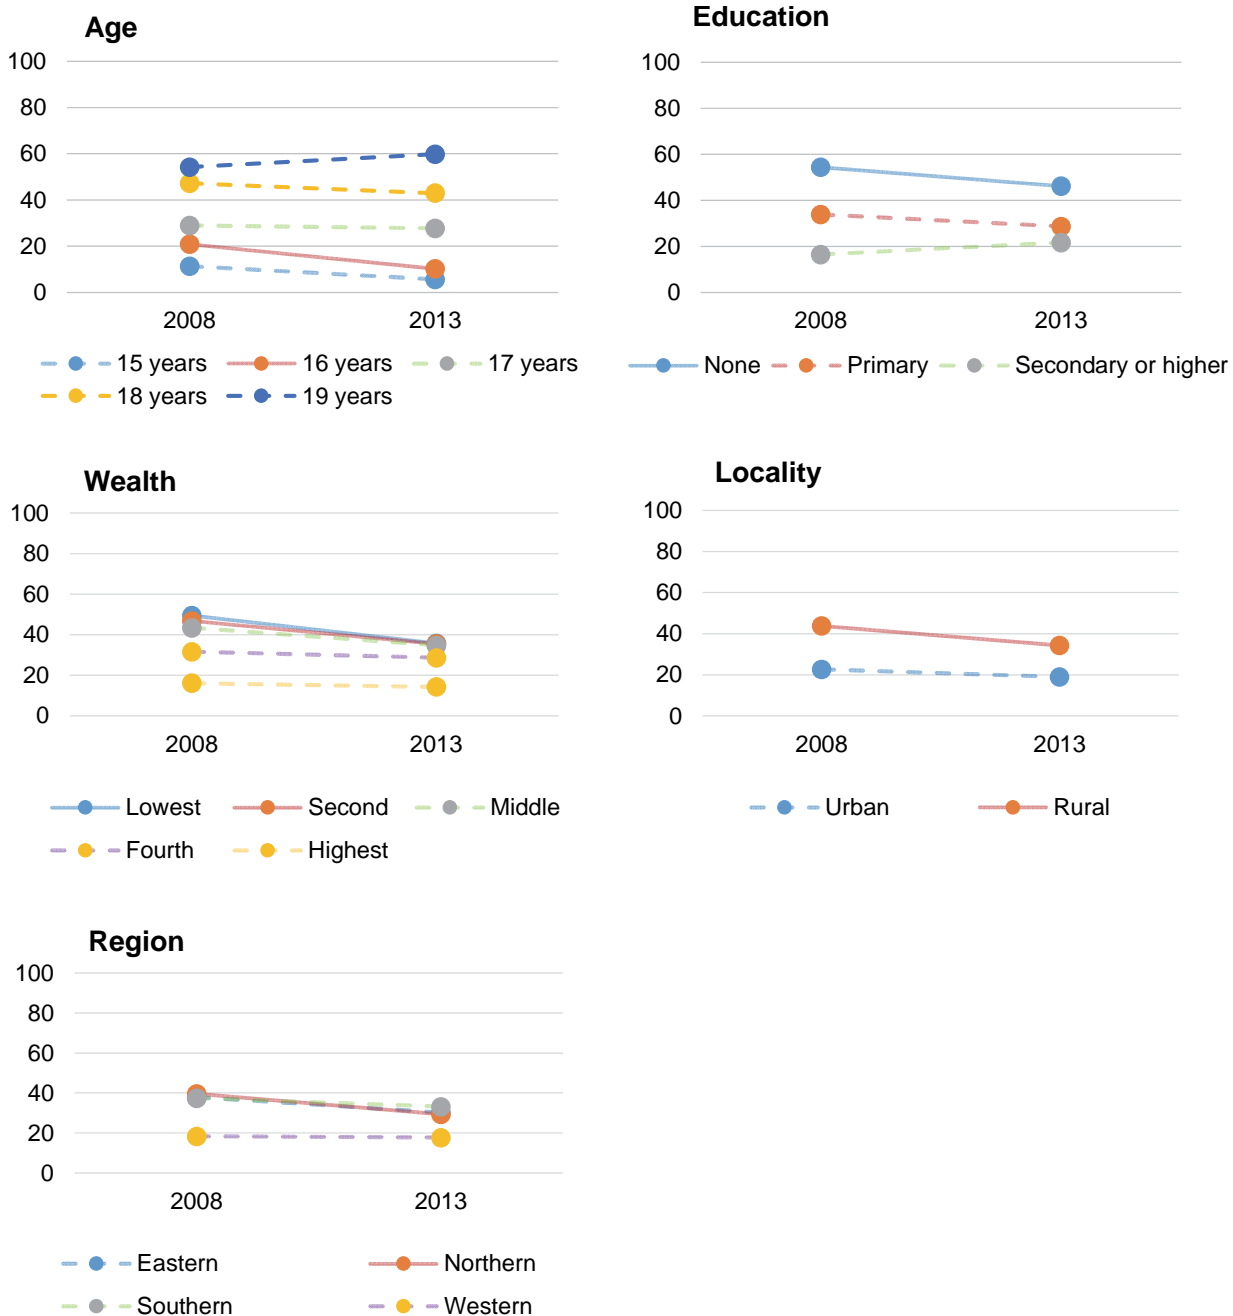 Age
100
80
60
40
20
0
2008 2013
15 years 16 years 17 years
18 years 19 years
Education
100
80
60
40
20
0
2008 2013
None Primary Secondary or higher
Wealth
100
80
60
40
20
0
2008 2013
Lowest Second Middle
Fourth Highest
Locality
100
80
60
40
20
0
2008 2013
Urban Rural
Region
100
80
60
40
20
0
2008 2013
Eastern Northern
Southern Western